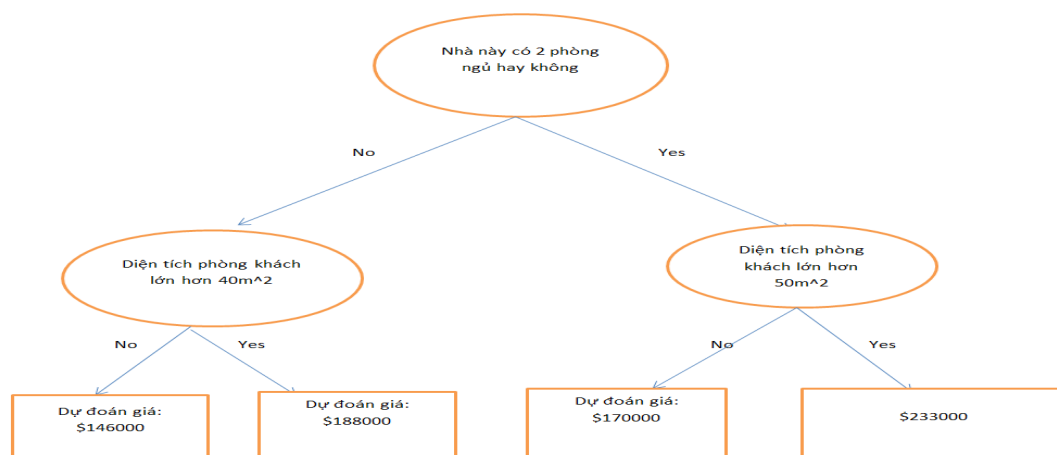 Nhà này có 2 phòng
ngủ hay không
No
Yes
Diện tích phòng khách
lớn hơn 40m^2
Diện tích phòng
khách lớn hơn
50m^2
No
Yes
No
Yes
Dự đoán giá:
$146000
Dự đoán giá:
$188000
Dự đoán giá:
$170000
$233000